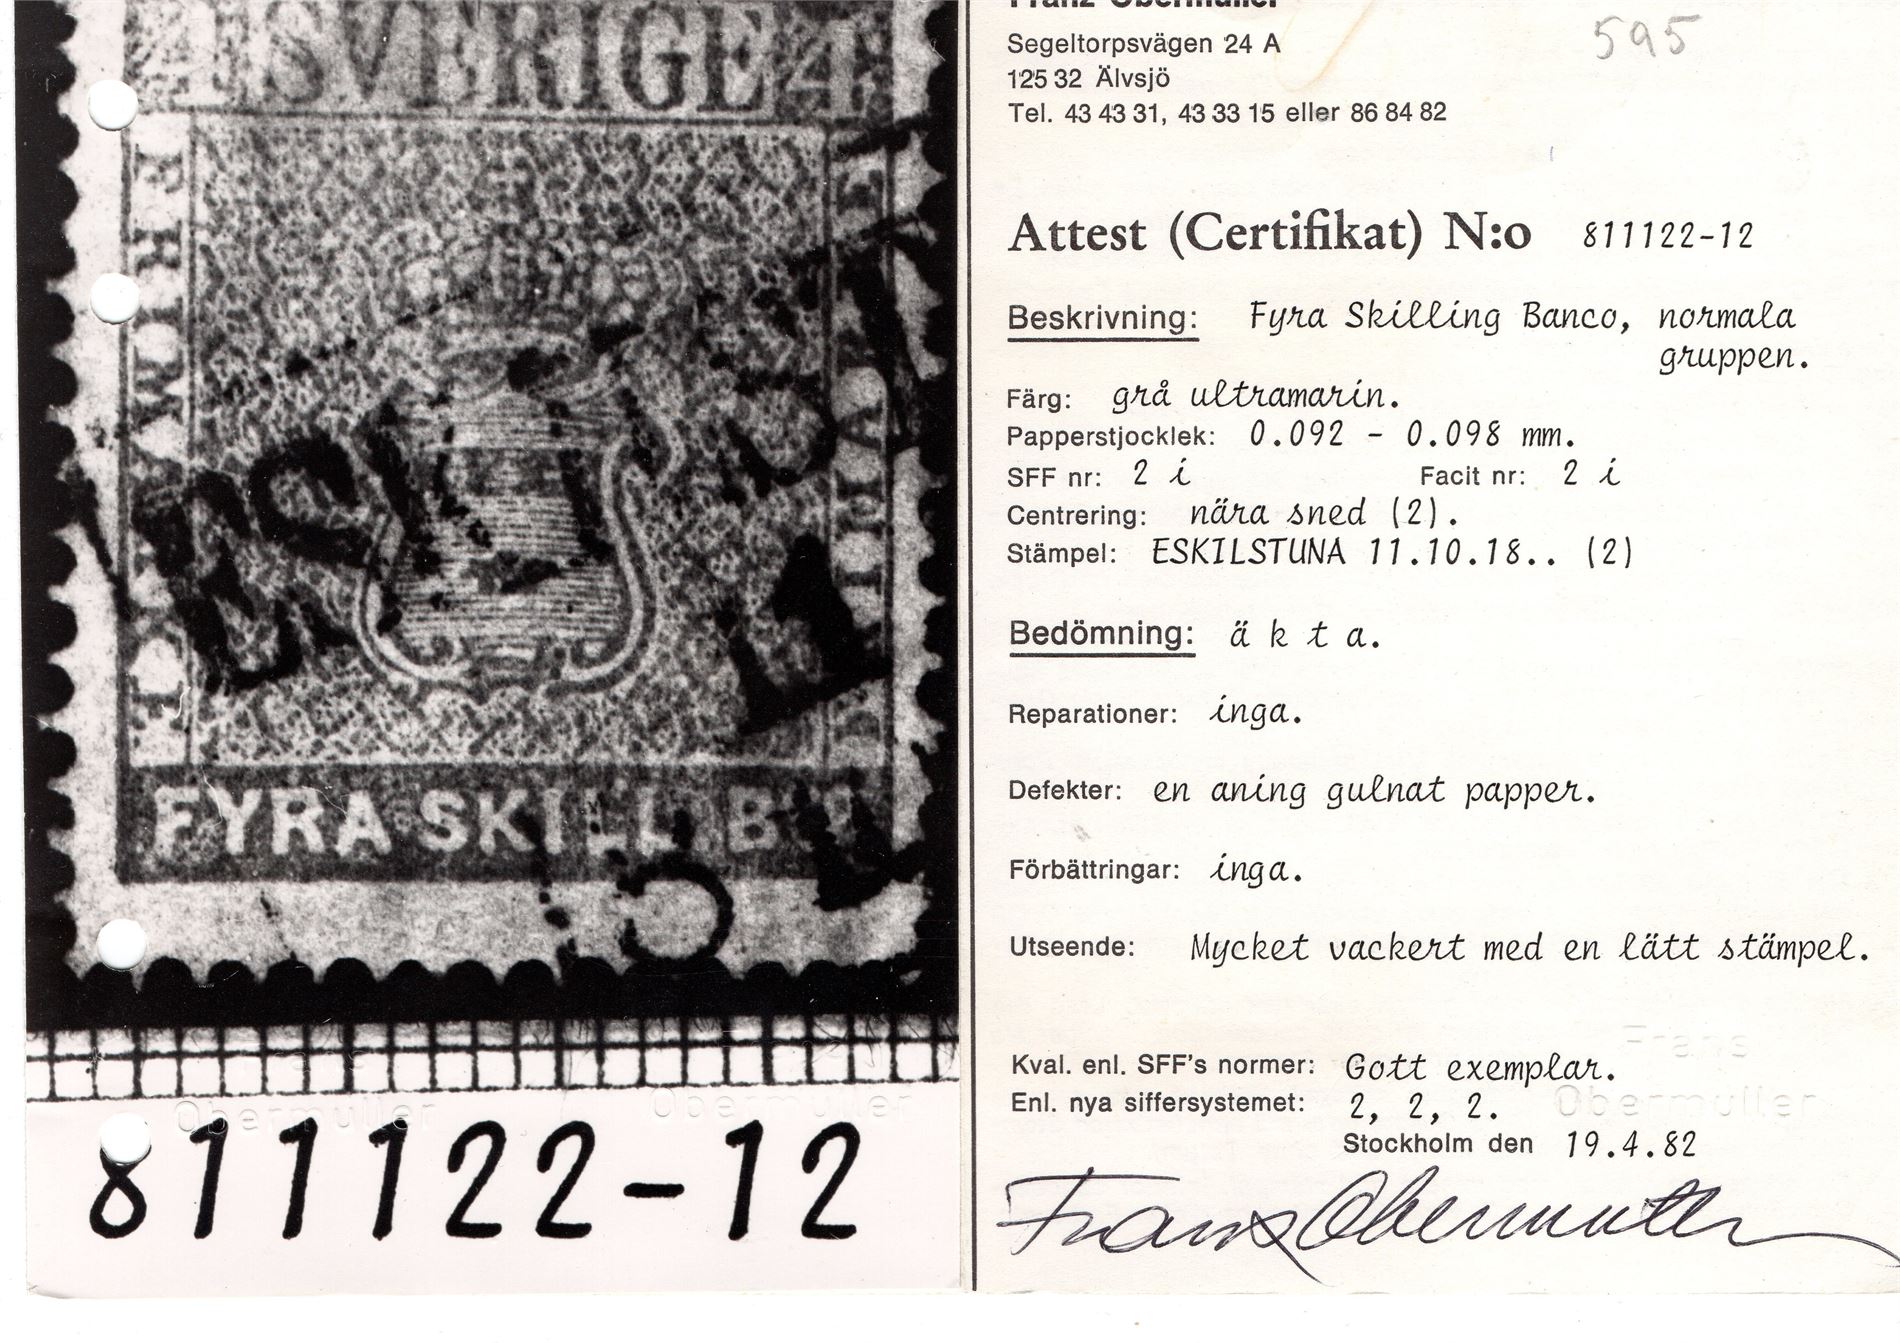 SVERIGE 4
FYRA SKILL B
811122-12
Segeltorpsvägen 24 A
595
125 32 Älvsjö
Tel. 43 43 31, 43 33 15 eller 86 84 82
Attest (Certifikat) N:o 811122-12
Beskrivning: Fyra Skilling Banco, normala
gruppen.
Färg: grå ultramarin.
Papperstjocklek: 0.092 - 0.098 mm.
SFF nr: 2 i Facit nr: 2 i
Centrering: nära sned (2).
Stämpel: ESKILSTUNA 11.10.18.. (2)
Bedömning: ä k t a.
Reparationer: inga.
Defekter: en aning gulnat papper.
Förbättringar: inga.
Utseende: Mycket vackert med en lätt stämpel.
Frans
Obermuller
Kval. enl. SFF's normer: Gott exemplar.
Enl. nya siffersystemet: 2, 2, 2.
Stockholm den 19.4.82
Frans Obermuller